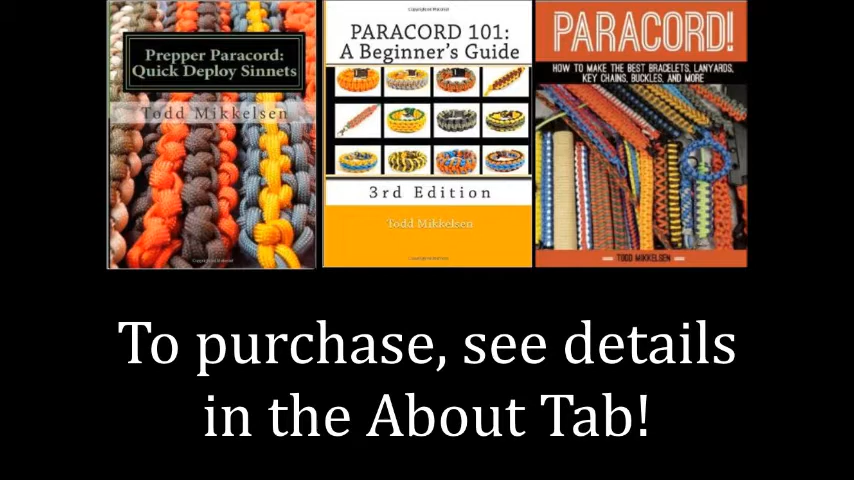 Prepper Paracord:
Quick Deploy Sinnets
Todd Mikkelsen
PARACORD 101:
A Beginner's Guide
3rd Edition
Todd Mikkelsen
PARACORD!
HOW TO MAKE THE BEST BRACELETS, LANYARDS,
KEY CHAINS, BUCKLES, AND MORE
TODD MIKKELSEN
To purchase, see details
in the About Tab!